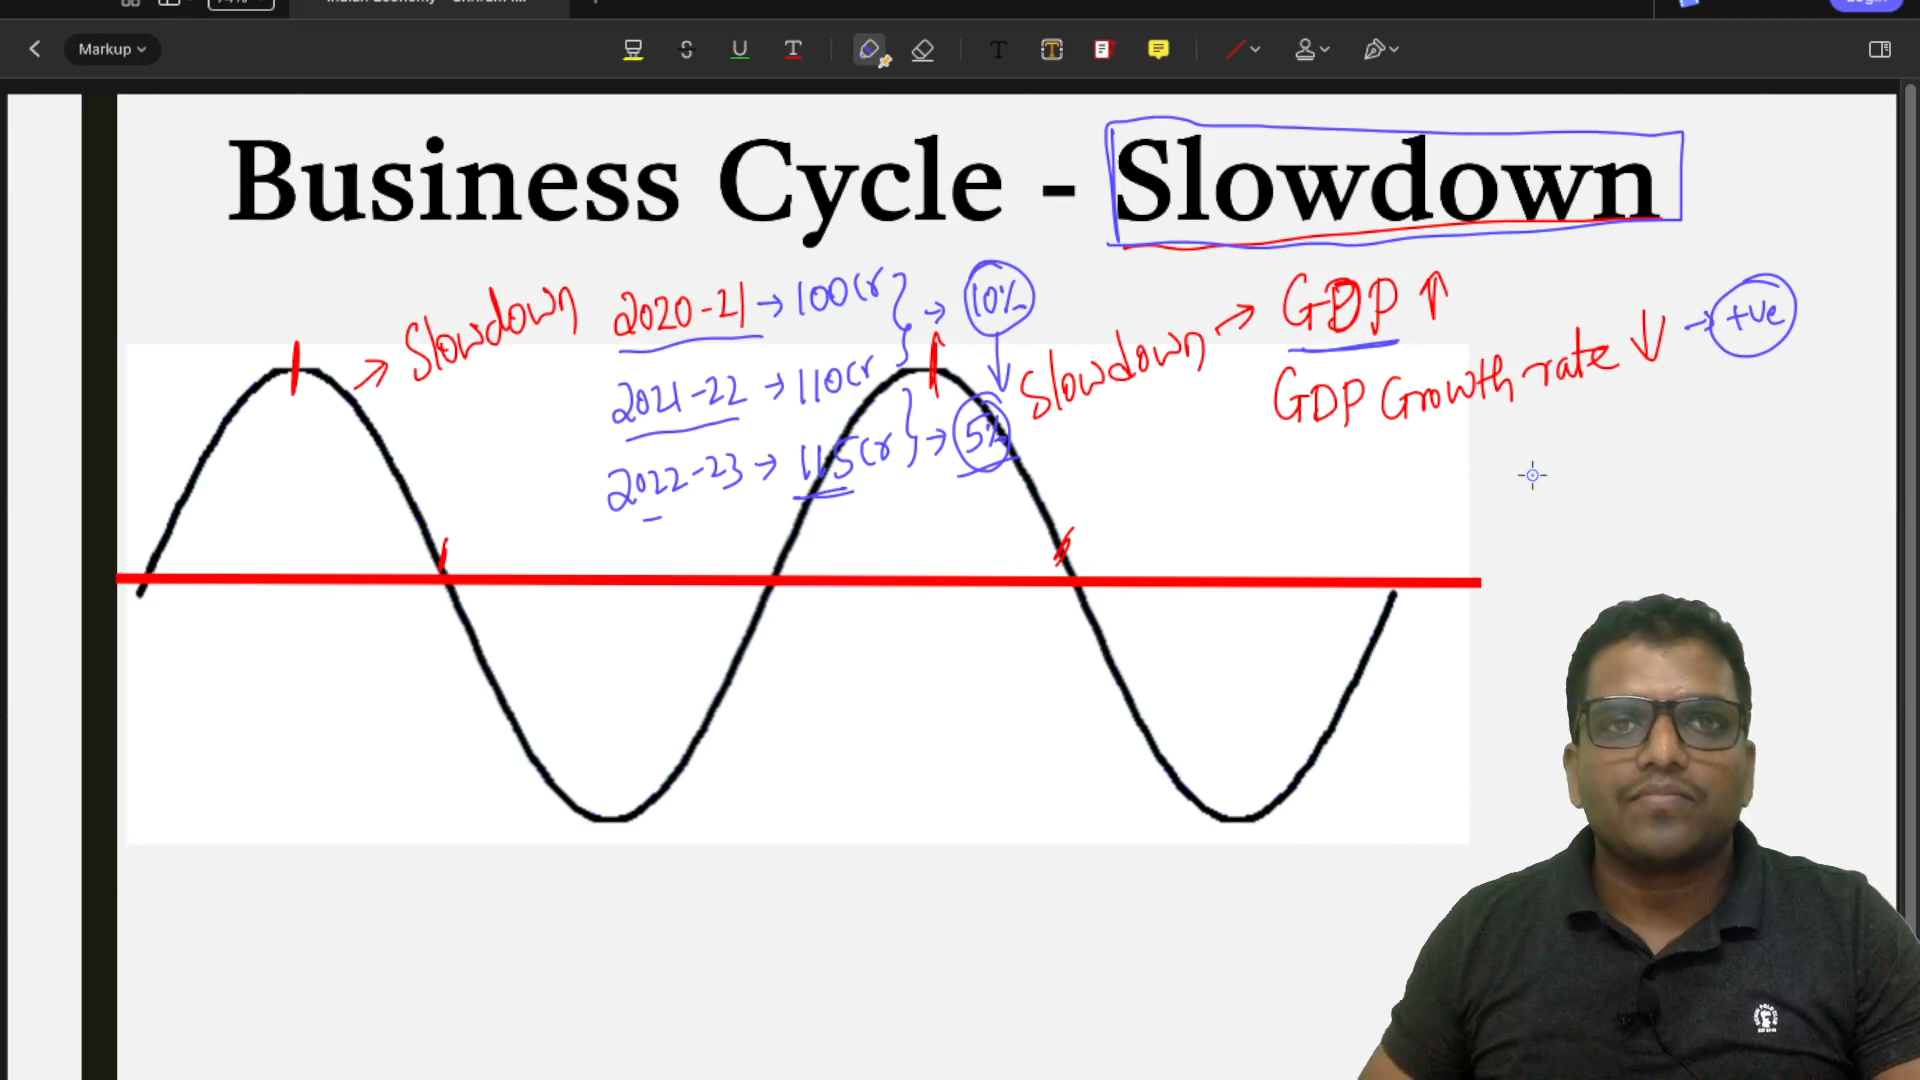 Markup
Business Cycle - Slowdown
Slowdown
2020-21 → 100Cr → 10%
2021-22 → 110Cr
2022-23 → 115Cr → 5%
Slowdown → GDP ↑
GDP Growth rate ↓ → +ve